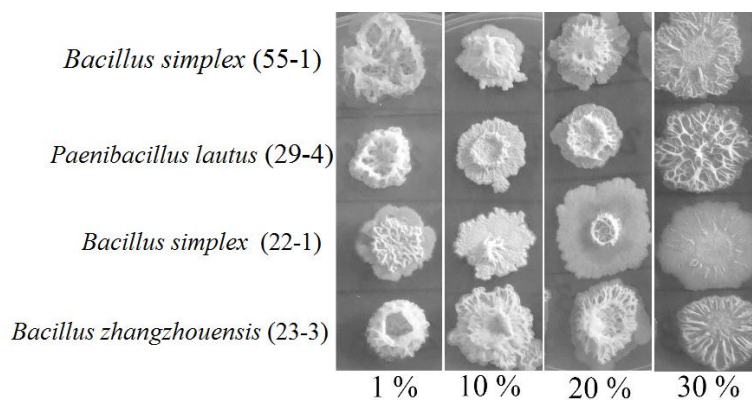 Bacillus simplex (55-1)
Paenibacillus lautus (29-4)
Bacillus simplex (22-1)
Bacillus zhangzhouensis (23-3)
1 % 10 % 20 % 30 %